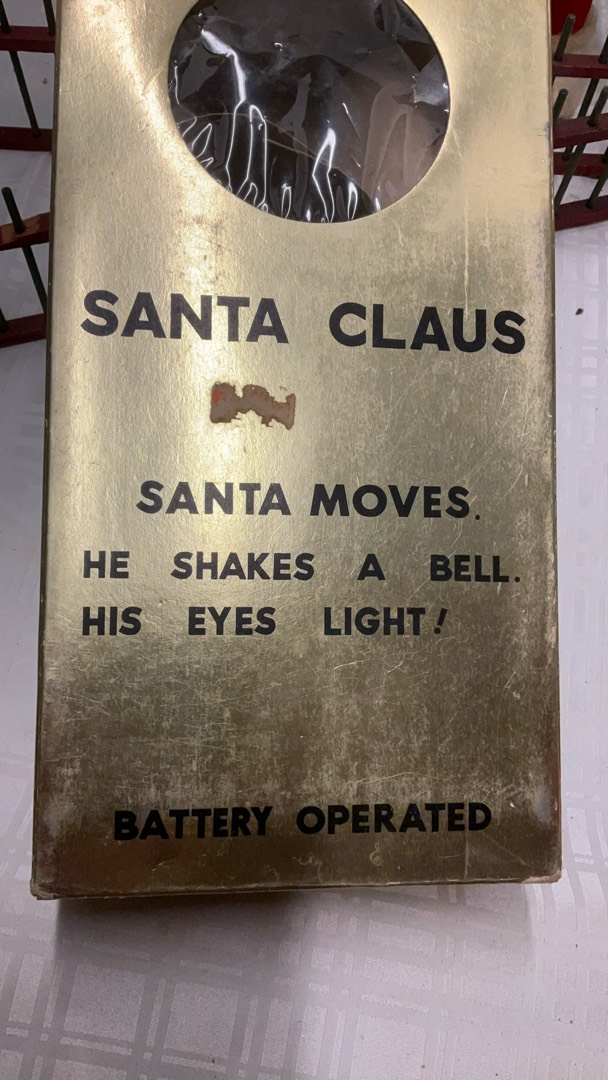 SANTA CLAUS
SANTA MOVES.
HE SHAKES A BELL.
HIS EYES LIGHT!
BATTERY OPERATED